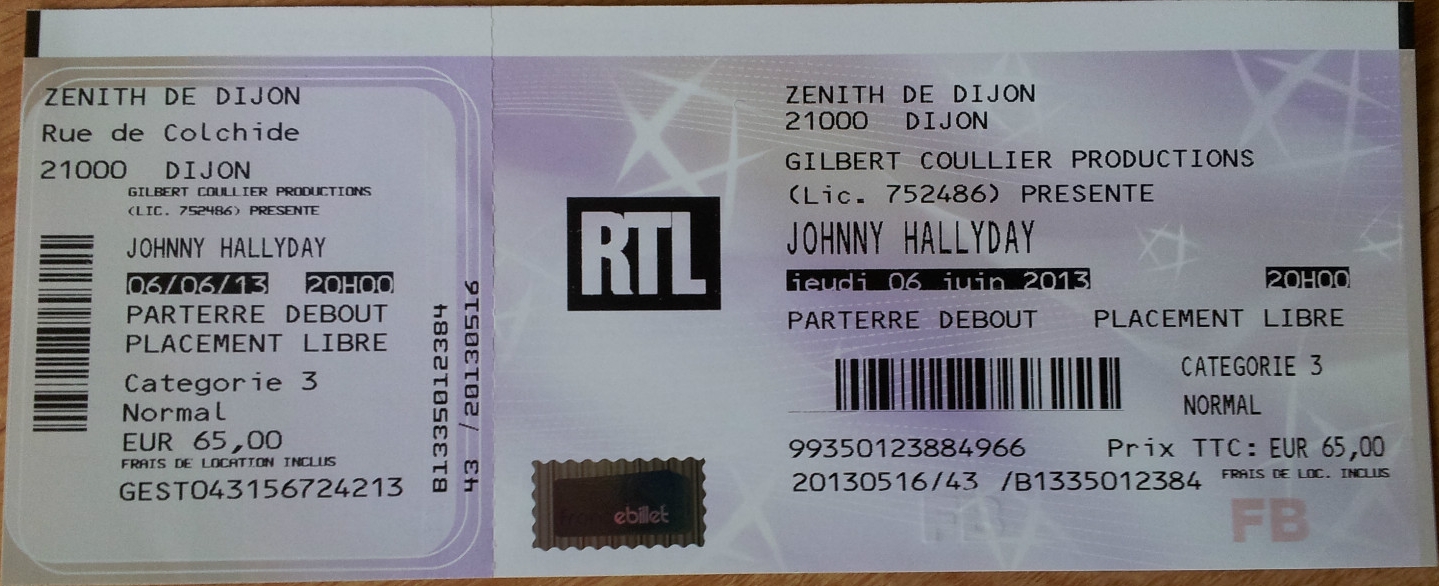 ZENITH DE DIJON
Rue de Colchide
21000 DIJON
GILBERT COULLIER PRODUCTIONS
(LIC. 752486) PRESENTE
JOHNNY HALLYDAY
06/06/13 20H00
PARTERRE DEBOUT
PLACEMENT LIBRE
Categorie 3
Normal
EUR 65,00
FRAIS DE LOCATION INCLUS
GEST043156724213
B1335012384
43 /20130516
RTL
ebillet
ZENITH DE DIJON
21000 DIJON
GILBERT COULLIER PRODUCTIONS
(Lic. 752486) PRESENTE
JOHNNY HALLYDAY
jeudi 06 juin 2013 20H00
PARTERRE DEBOUT PLACEMENT LIBRE
CATEGORIE 3
NORMAL
99350123884966 Prix TTC: EUR 65,00
20130516/43 /B1335012384 FRAIS DE LOC. INCLUS
FB FB